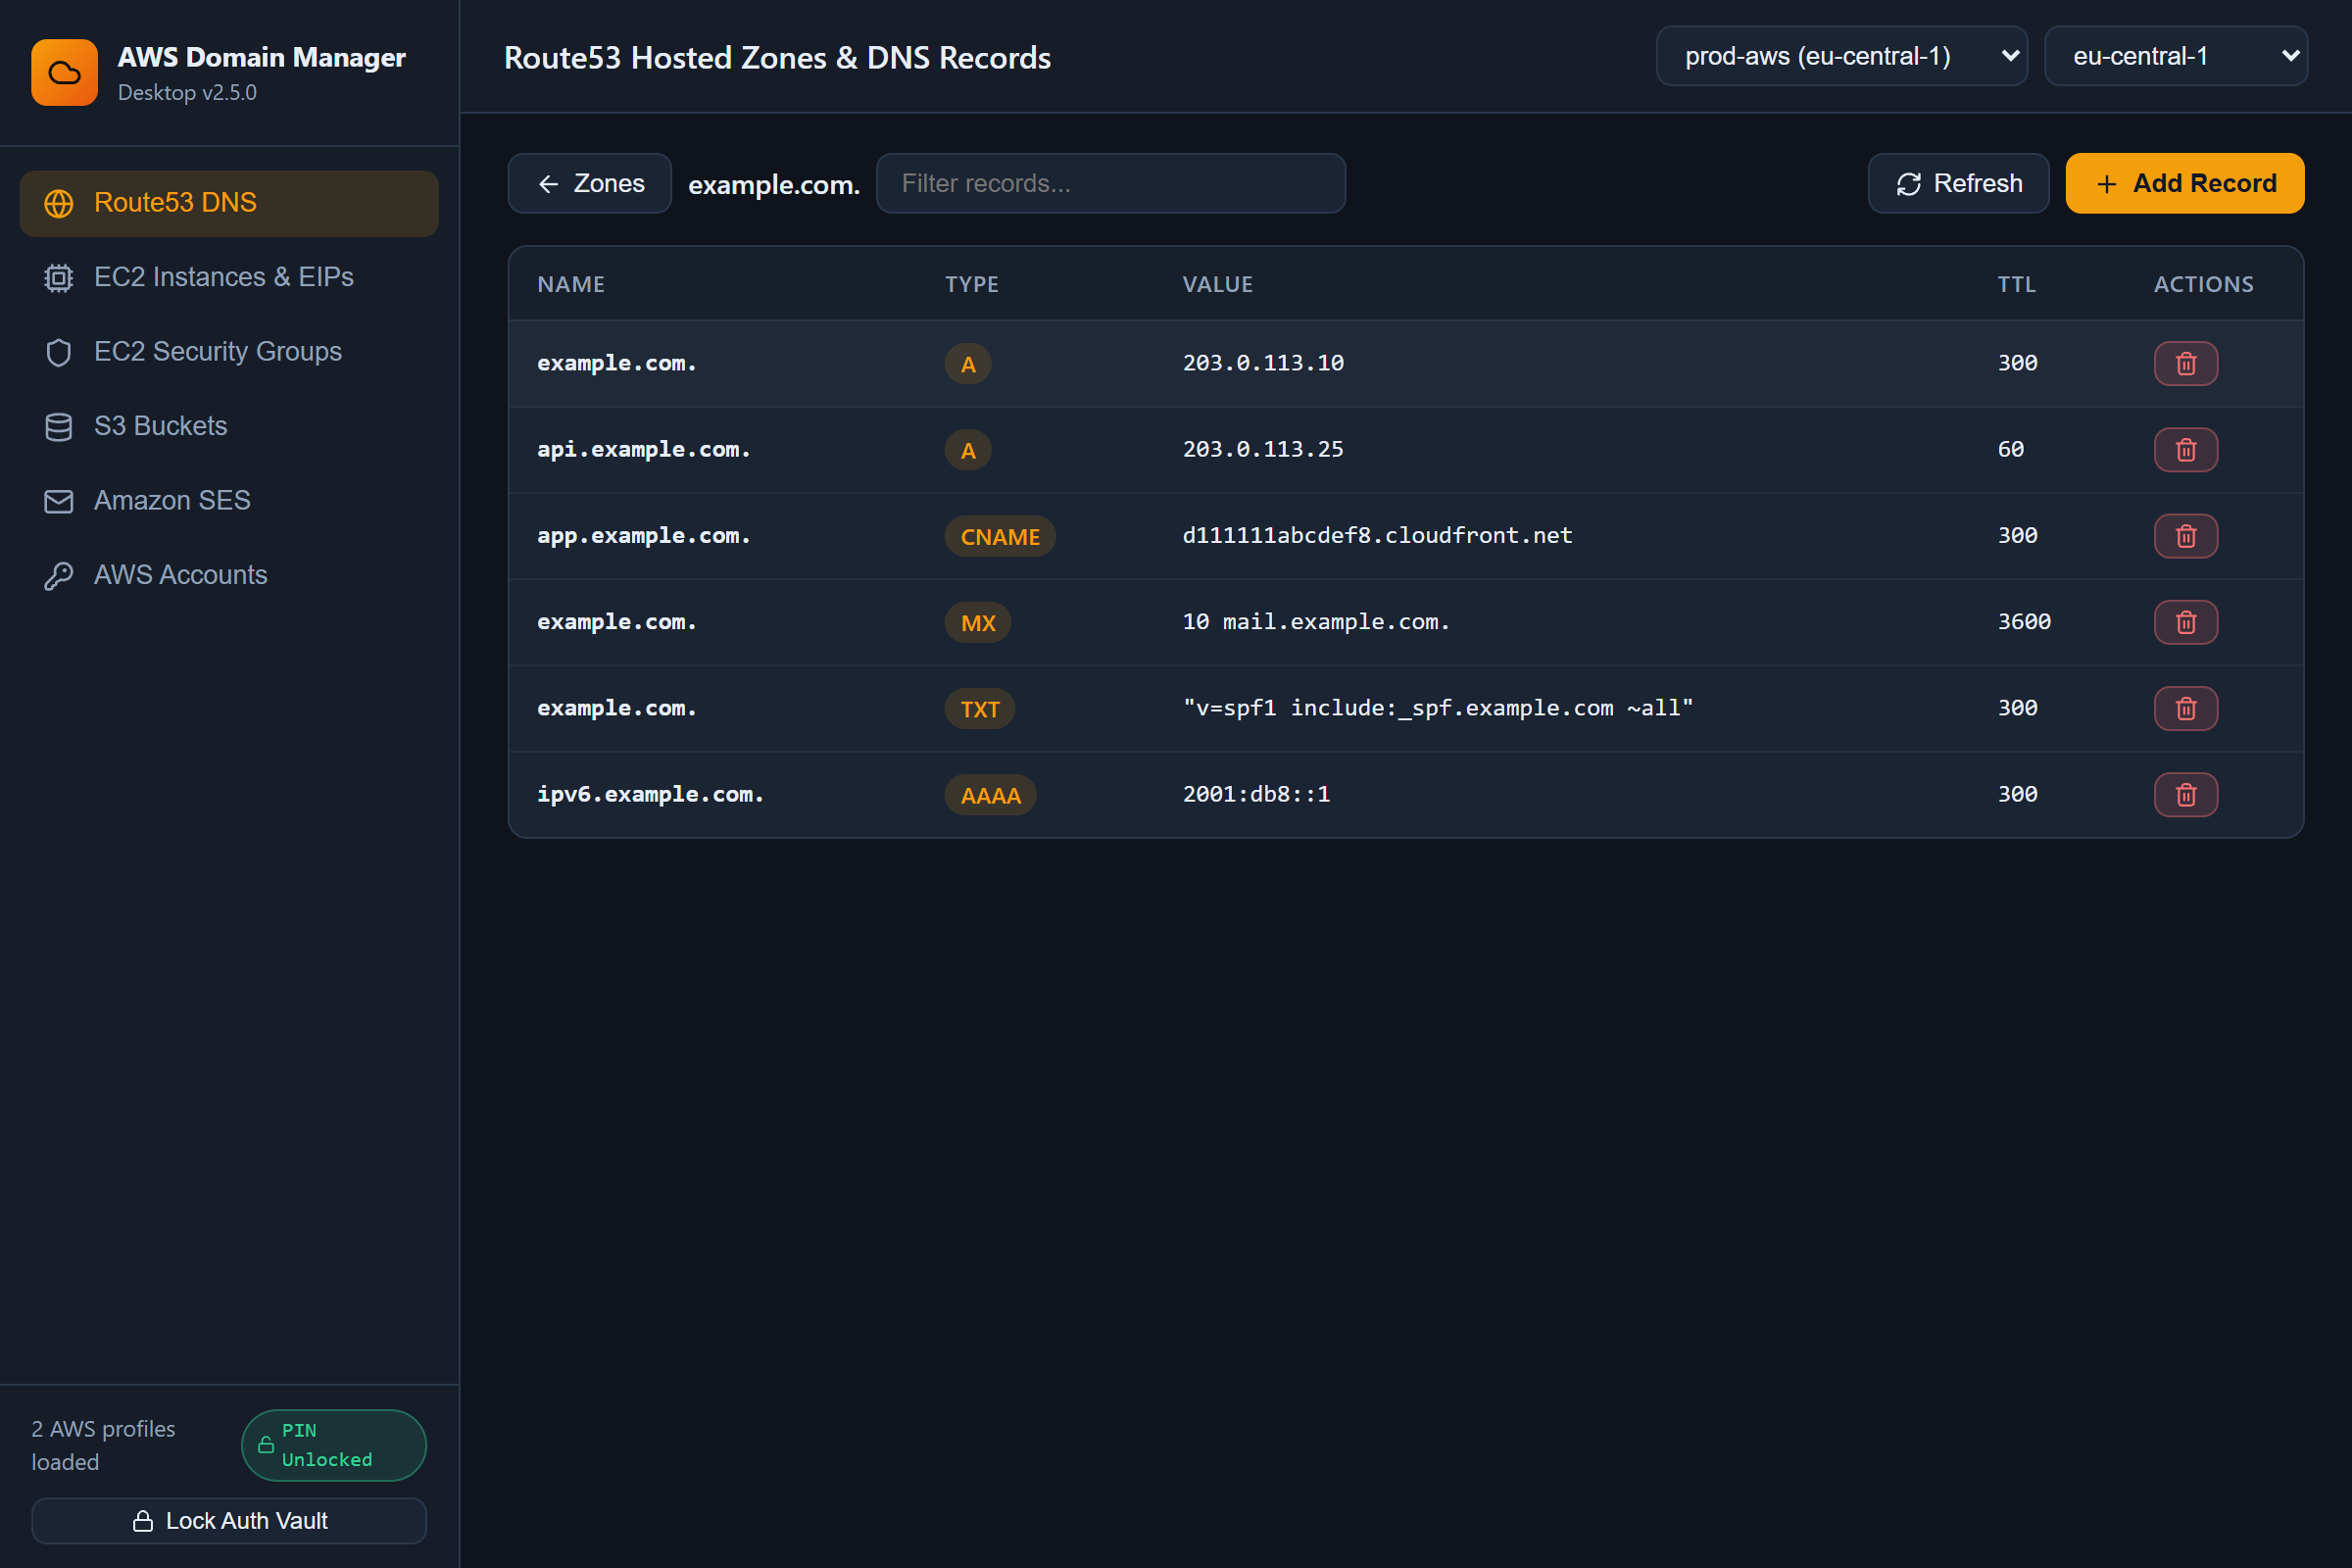 AWS Domain Manager
Desktop v2.5.0
Route53 DNS
EC2 Instances & EIPs
EC2 Security Groups
S3 Buckets
Amazon SES
AWS Accounts
2 AWS profiles
loaded
PIN
Unlocked
Lock Auth Vault
Route53 Hosted Zones & DNS Records
prod-aws (eu-central-1)
eu-central-1
Zones
example.com.
Filter records...
Refresh
Add Record
NAME TYPE VALUE TTL ACTIONS
example.com. A 203.0.113.10 300
api.example.com. A 203.0.113.25 60
app.example.com. CNAME d111111abcdef8.cloudfront.net 300
example.com. MX 10 mail.example.com. 3600
example.com. TXT "v=spf1 include:_spf.example.com ~all" 300
ipv6.example.com. AAAA 2001:db8::1 300